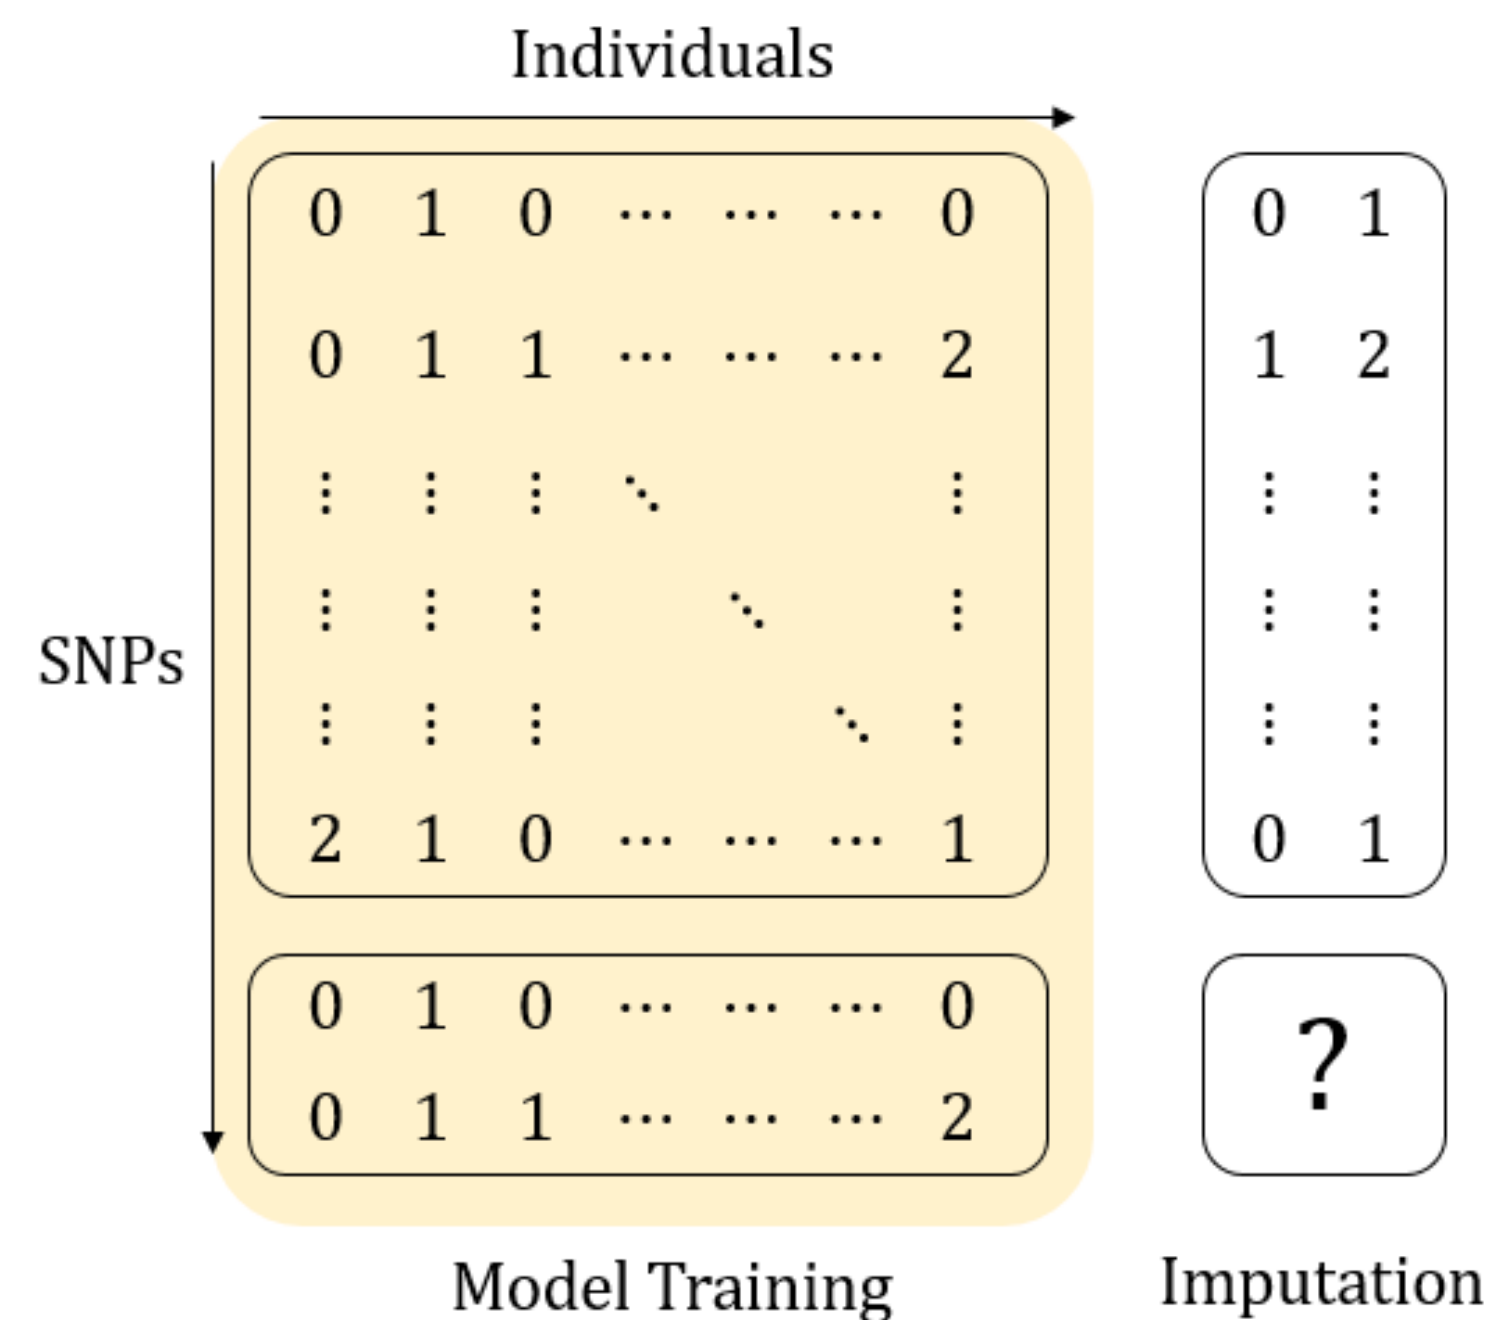 Individuals
0 1 0 ⋯ ⋯ ⋯ 0 0 1
0 1 1 ⋯ ⋯ ⋯ 2 1 2
⋮ ⋮ ⋮ ⋱ ⋮ ⋮ ⋮
⋮ ⋮ ⋮ ⋱ ⋮ ⋮ ⋮
SNPs
⋮ ⋮ ⋮ ⋱ ⋮ ⋮ ⋮
2 1 0 ⋯ ⋯ ⋯ 1 0 1
0 1 0 ⋯ ⋯ ⋯ 0
?
0 1 1 ⋯ ⋯ ⋯ 2
Model Training Imputation